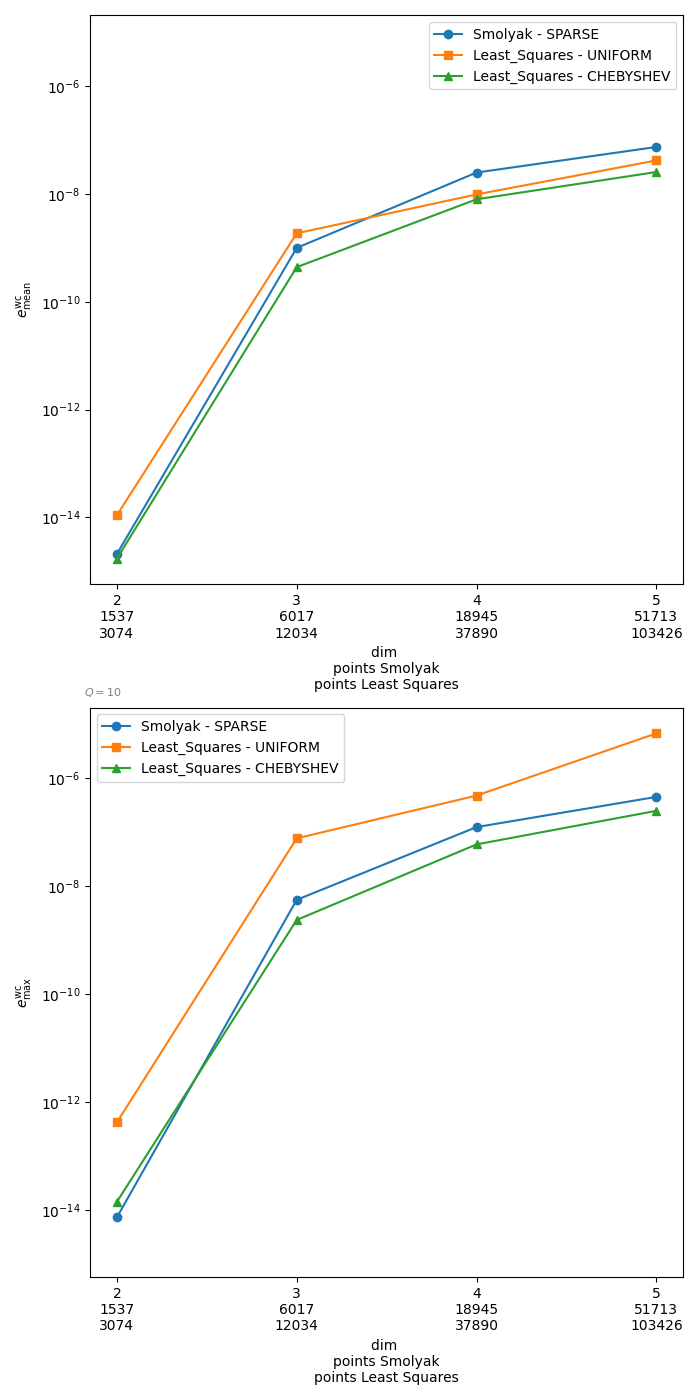 Smolyak - SPARSE
Least_Squares - UNIFORM
Least_Squares - CHEBYSHEV
10⁻⁶
10⁻⁸
10⁻¹⁰
10⁻¹²
10⁻¹⁴
e^wc_mean
2 3 4 5
1537 6017 18945 51713
3074 12034 37890 103426
dim
points Smolyak
points Least Squares
Q = 10
Smolyak - SPARSE
Least_Squares - UNIFORM
Least_Squares - CHEBYSHEV
10⁻⁶
10⁻⁸
10⁻¹⁰
10⁻¹²
10⁻¹⁴
e^wc_max
2 3 4 5
1537 6017 18945 51713
3074 12034 37890 103426
dim
points Smolyak
points Least Squares